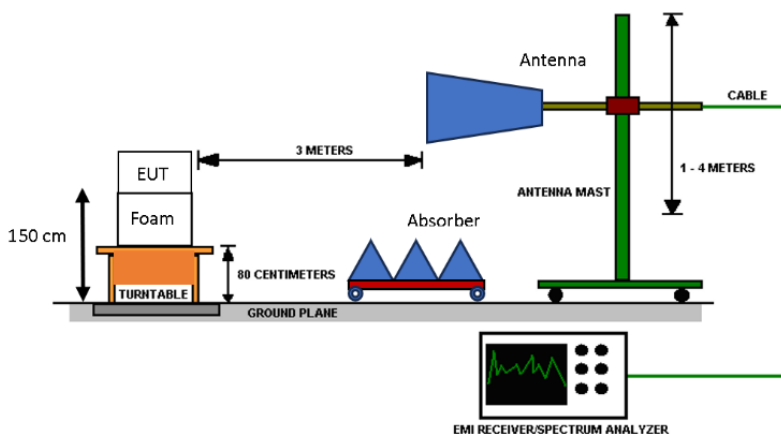 Antenna
CABLE
3 METERS
1 - 4 METERS
EUT
ANTENNA MAST
Foam
Absorber
150 cm
80 CENTIMETERS
TURNTABLE
GROUND PLANE
EMI RECEIVER/SPECTRUM ANALYZER